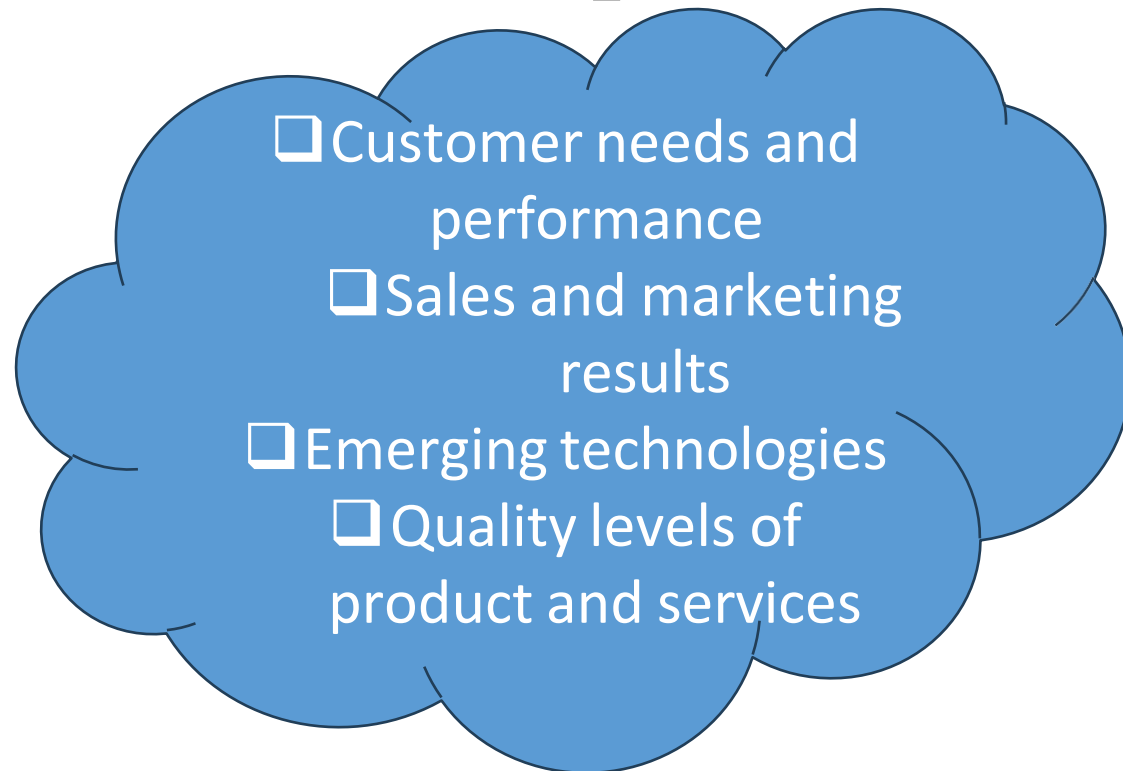 ❑Customer needs and
performance
❑Sales and marketing
results
❑Emerging technologies
❑Quality levels of
product and services